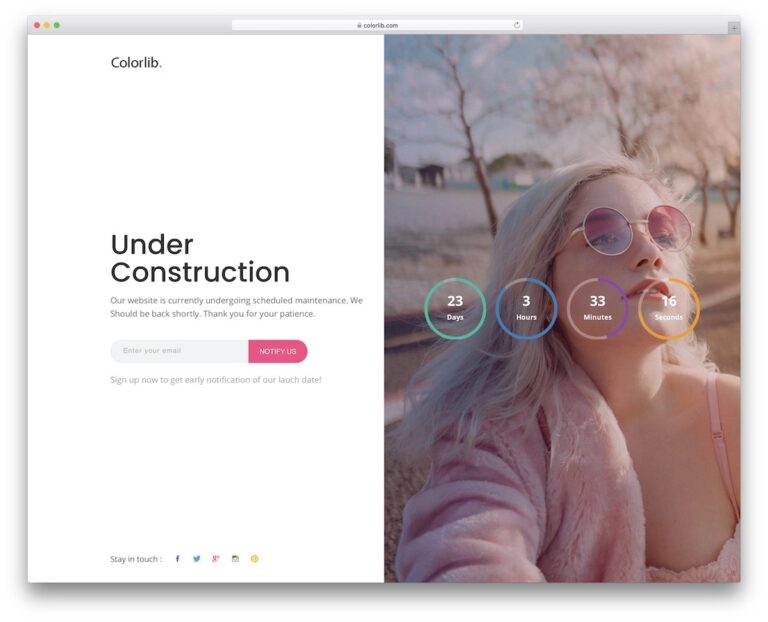 colorlib.com
Colorlib.
Under
Construction
Our website is currently undergoing scheduled maintenance. We
Should be back shortly. Thank you for your patience.
Enter your email
NOTIFY US
Sign up now to get early notification of our lauch date!
Stay in touch :
23
Days
3
Hours
33
Minutes
16
Seconds